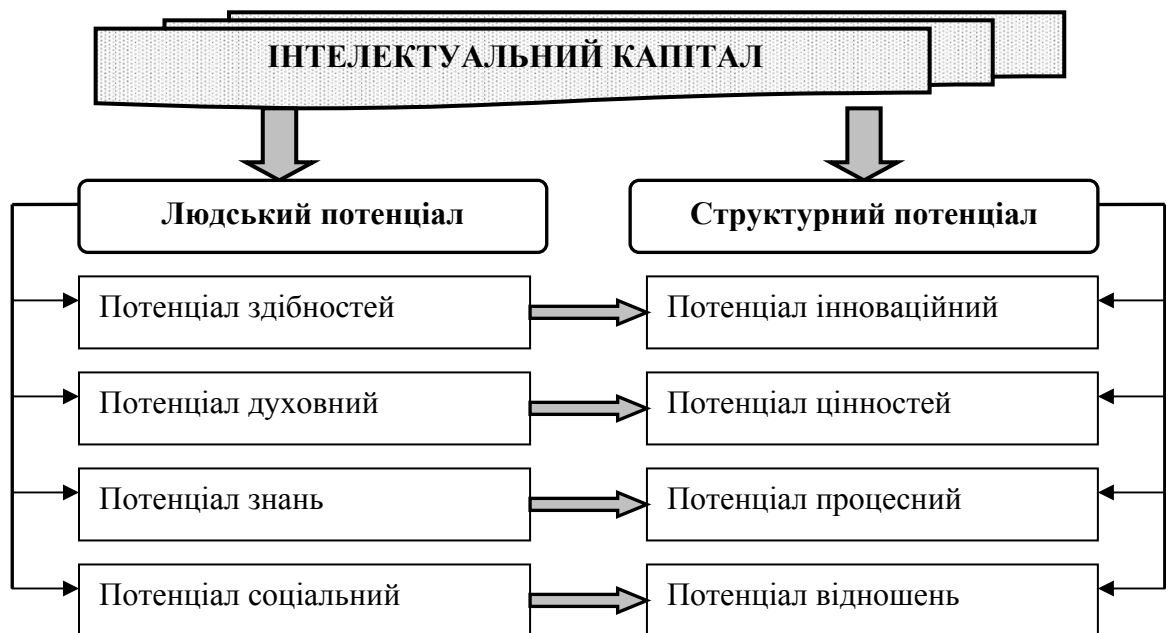 ІНТЕЛЕКТУАЛЬНИЙ КАПІТАЛ
Людський потенціал
Структурний потенціал
Потенціал здібностей
Потенціал інноваційний
Потенціал духовний
Потенціал цінностей
Потенціал знань
Потенціал процесний
Потенціал соціальний
Потенціал відношень